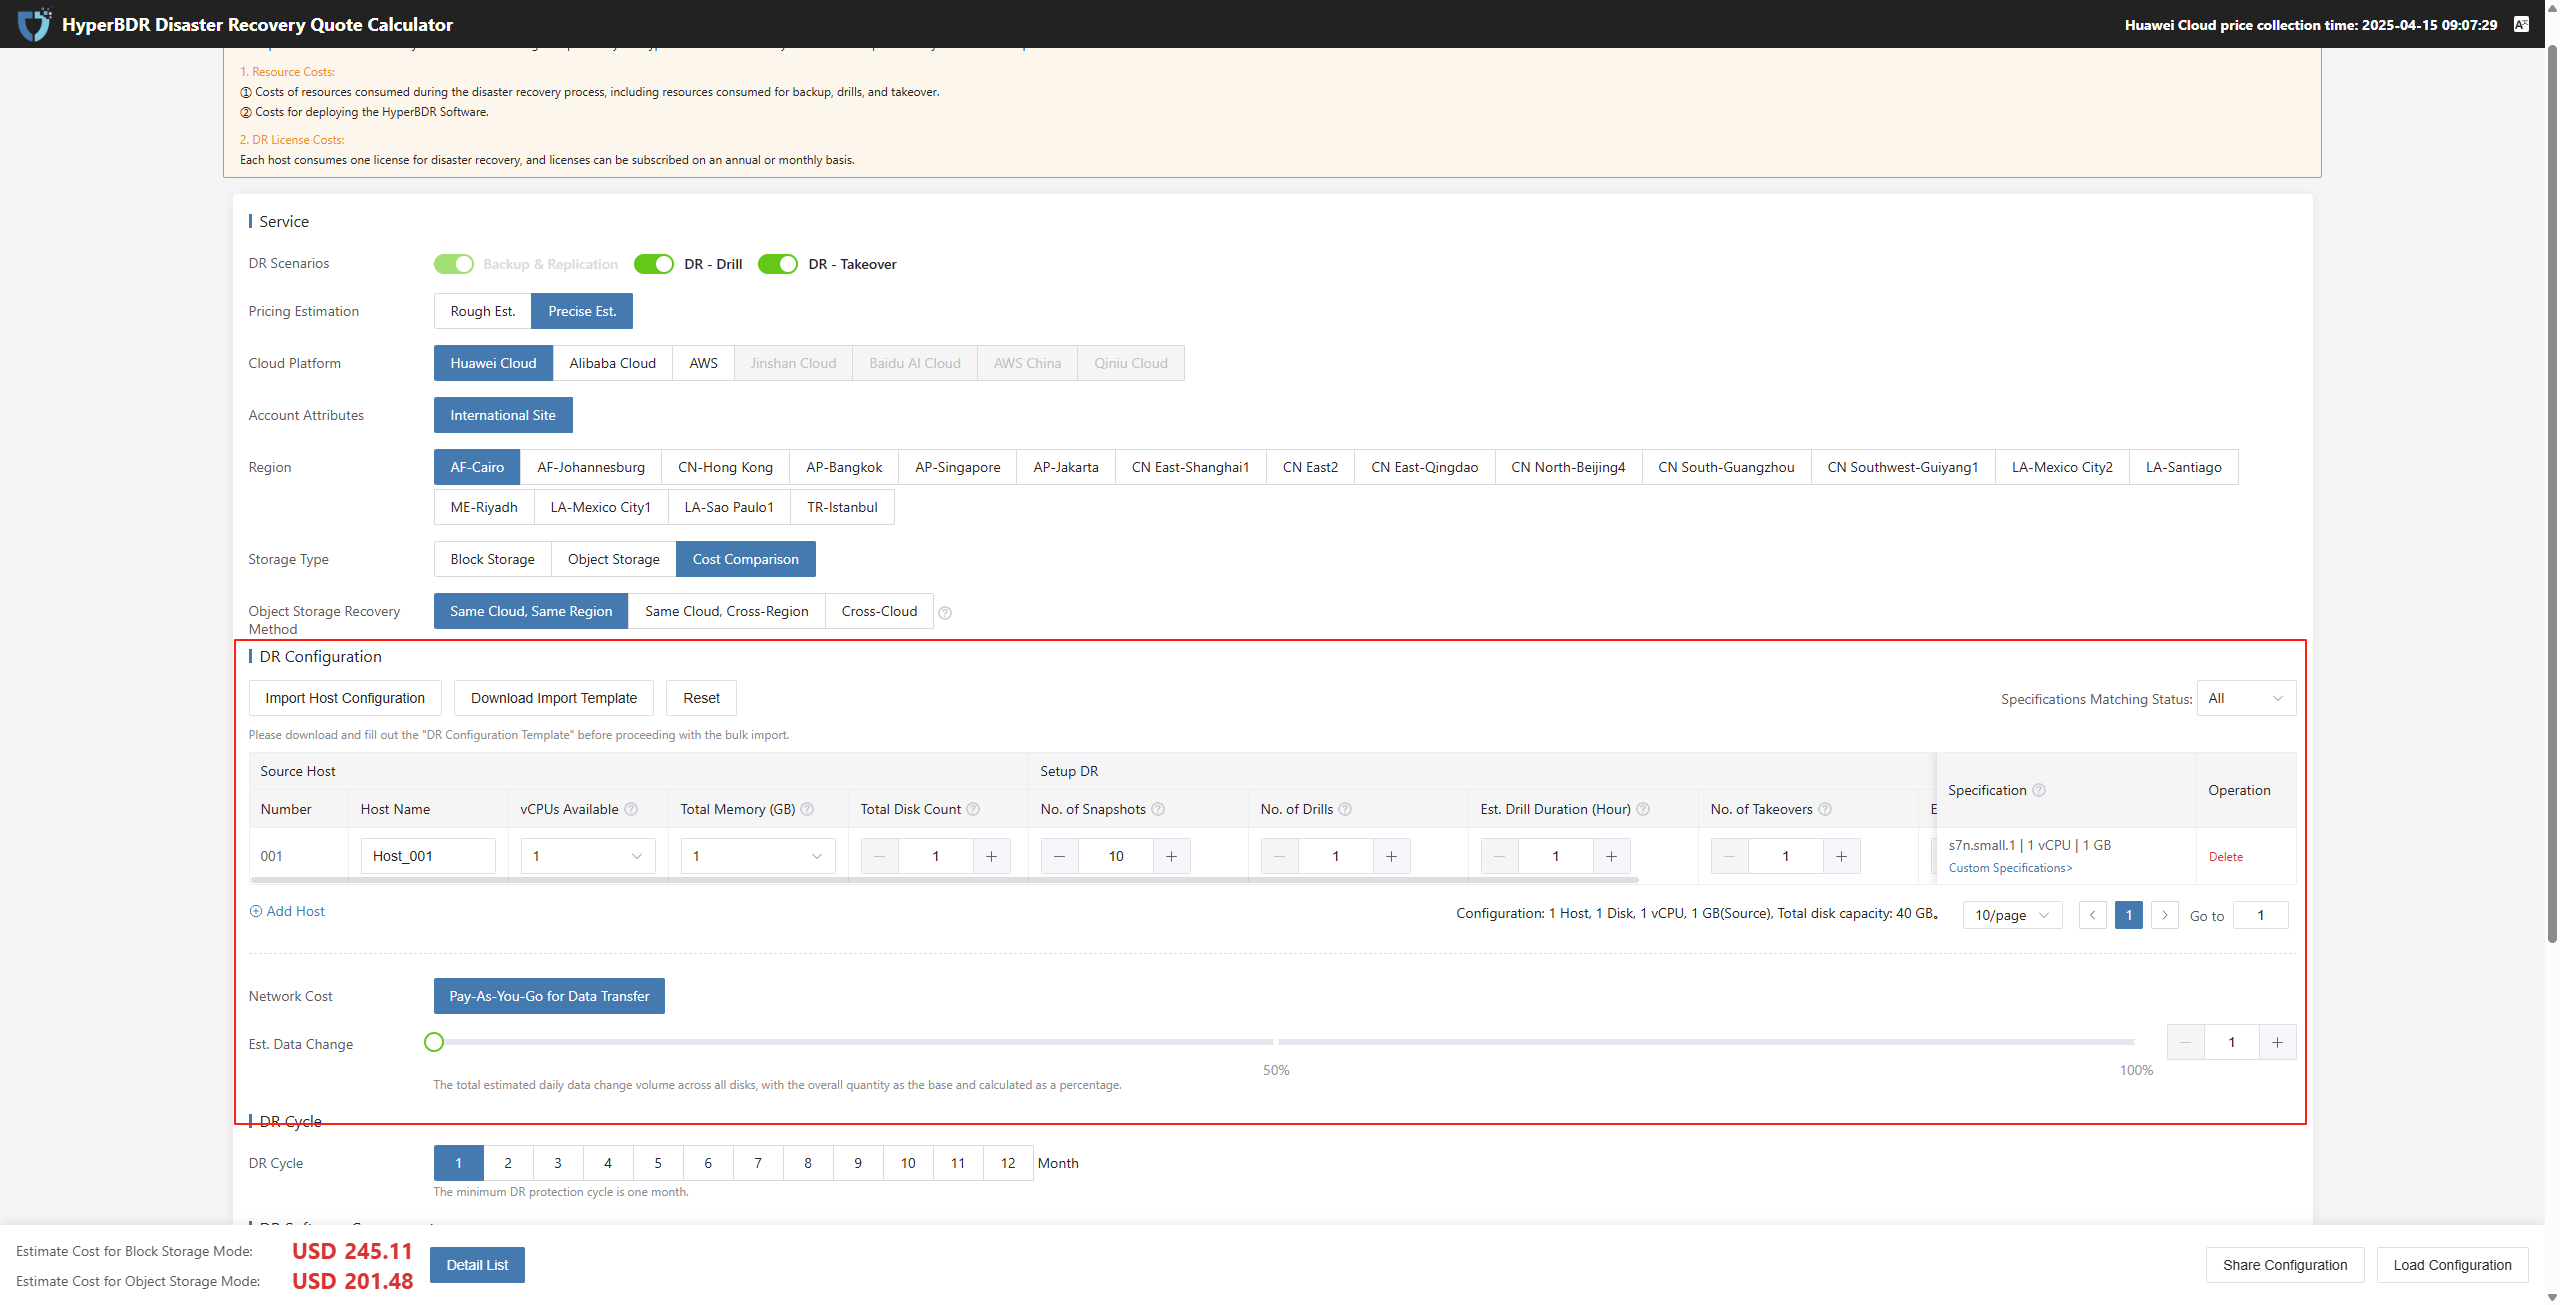 HyperBDR Disaster Recovery Quote Calculator
Huawei Cloud price collection time: 2025-04-15 09:07:29
1. Resource Costs:
① Costs of resources consumed during the disaster recovery process, including resources consumed for backup, drills, and takeover.
② Costs for deploying the HyperBDR Software.
2. DR License Costs:
Each host consumes one license for disaster recovery, and licenses can be subscribed on an annual or monthly basis.
Service
DR Scenarios Backup & Replication DR - Drill DR - Takeover
Pricing Estimation Rough Est. Precise Est.
Cloud Platform Huawei Cloud Alibaba Cloud AWS Jinshan Cloud Baidu AI Cloud AWS China Qiniu Cloud
Account Attributes International Site
Region AF-Cairo AF-Johannesburg CN-Hong Kong AP-Bangkok AP-Singapore AP-Jakarta CN East-Shanghai1 CN East2 CN East-Qingdao CN North-Beijing4 CN South-Guangzhou CN Southwest-Guiyang1 LA-Mexico City2 LA-Santiago
ME-Riyadh LA-Mexico City1 LA-Sao Paulo1 TR-Istanbul
Storage Type Block Storage Object Storage Cost Comparison
Object Storage Recovery Method Same Cloud, Same Region Same Cloud, Cross-Region Cross-Cloud
DR Configuration
Import Host Configuration Download Import Template Reset Specifications Matching Status: All
Please download and fill out the "DR Configuration Template" before proceeding with the bulk import.
Source Host Setup DR Specification Operation
Number Host Name vCPUs Available Total Memory (GB) Total Disk Count No. of Snapshots No. of Drills Est. Drill Duration (Hour) No. of Takeovers E
001 Host_001 1 1 1 10 1 1 1 s7n.small.1 | 1 vCPU | 1 GB Delete
Custom Specifications>
Add Host Configuration: 1 Host, 1 Disk, 1 vCPU, 1 GB(Source), Total disk capacity: 40 GB。 10/page 1 Go to 1
Network Cost Pay-As-You-Go for Data Transfer
Est. Data Change 1
50% 100%
The total estimated daily data change volume across all disks, with the overall quantity as the base and calculated as a percentage.
DR Cycle
DR Cycle 1 2 3 4 5 6 7 8 9 10 11 12 Month
The minimum DR protection cycle is one month.
Estimate Cost for Block Storage Mode: USD 245.11
Estimate Cost for Object Storage Mode: USD 201.48
Detail List Share Configuration Load Configuration